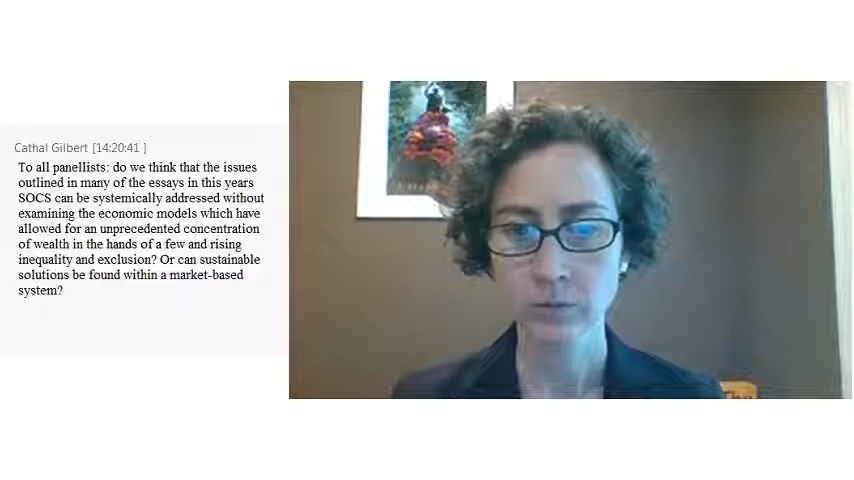 Cathal Gilbert [14:20:41 ]
To all panellists: do we think that the issues
outlined in many of the essays in this years
SOCS can be systemically addressed without
examining the economic models which have
allowed for an unprecedented concentration
of wealth in the hands of a few and rising
inequality and exclusion? Or can sustainable
solutions be found within a market-based
system?
The